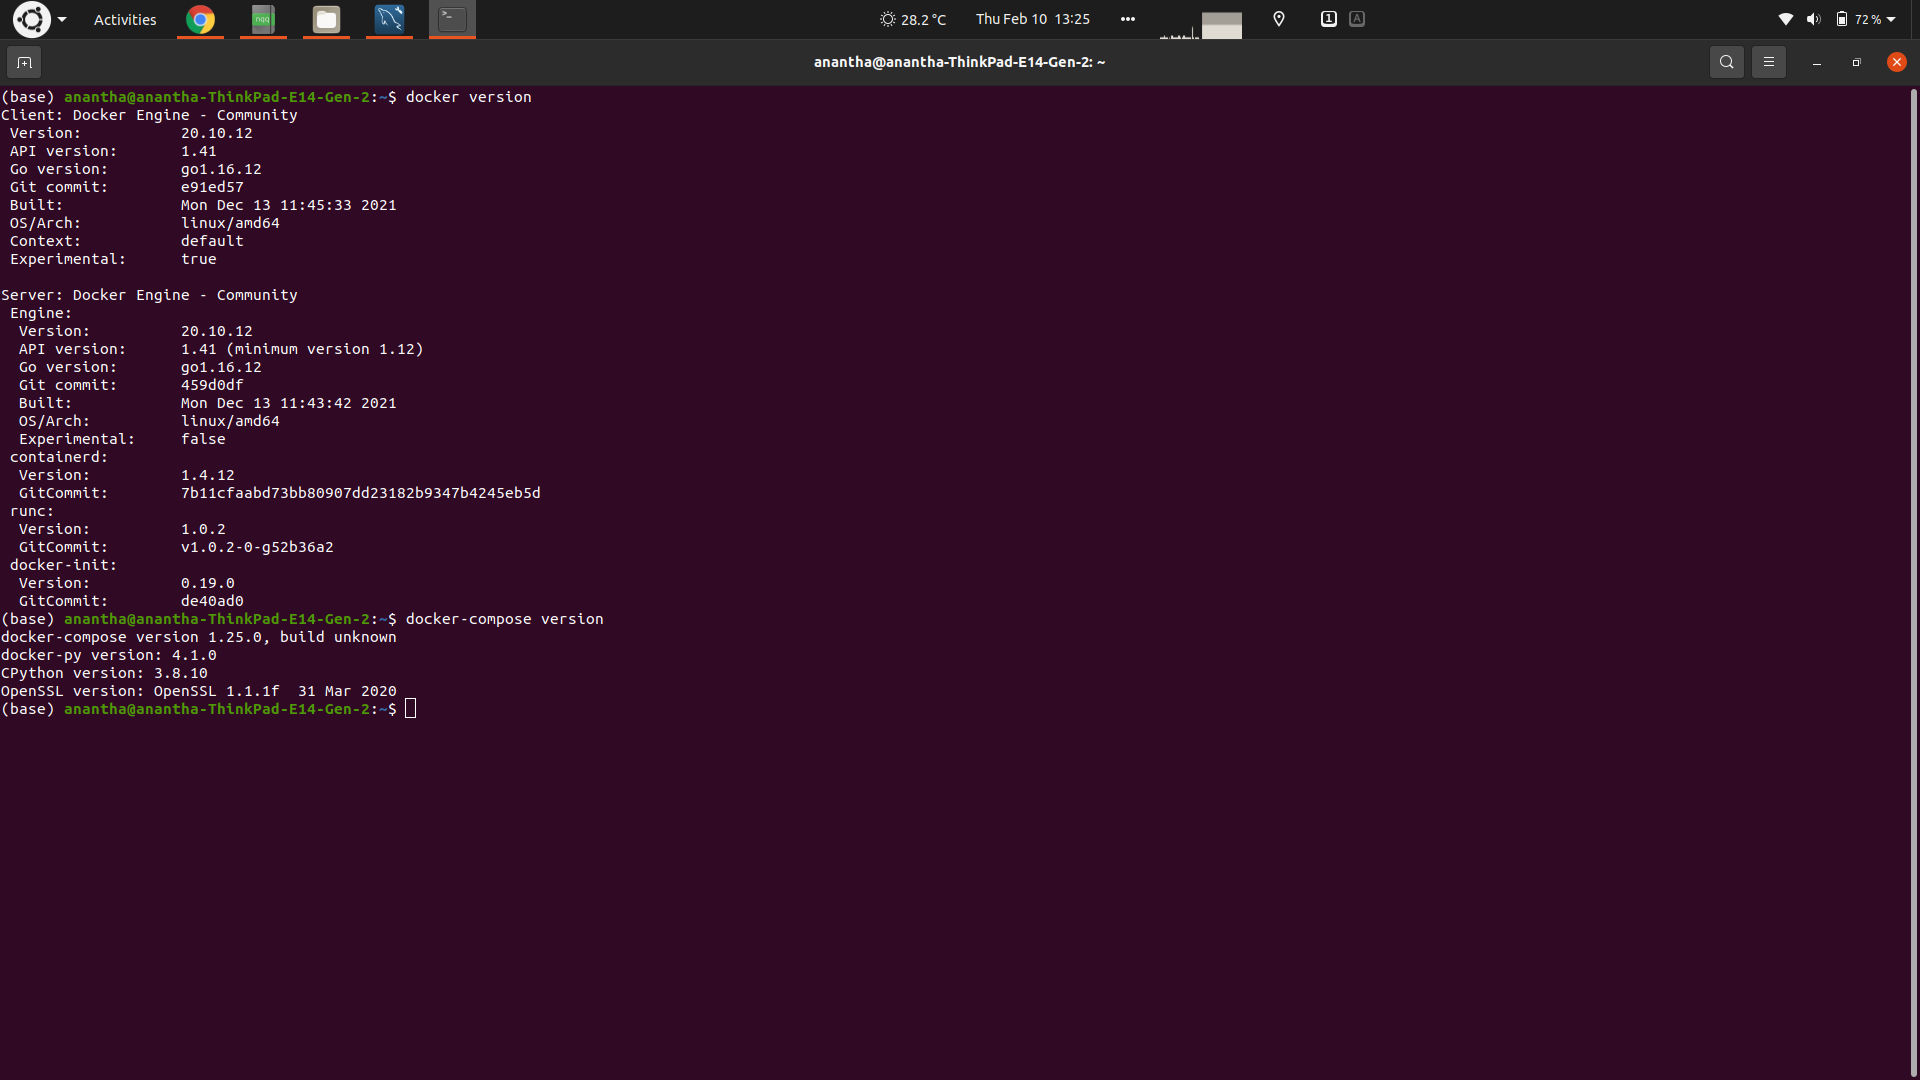 Activities
28.2 °C
Thu Feb 10 13:25
1
A
72 %
anantha@anantha-ThinkPad-E14-Gen-2: ~
(base) anantha@anantha-ThinkPad-E14-Gen-2:~$ docker version
Client: Docker Engine - Community
 Version:           20.10.12
 API version:       1.41
 Go version:        go1.16.12
 Git commit:        e91ed57
 Built:             Mon Dec 13 11:45:33 2021
 OS/Arch:           linux/amd64
 Context:           default
 Experimental:      true

Server: Docker Engine - Community
 Engine:
  Version:          20.10.12
  API version:      1.41 (minimum version 1.12)
  Go version:       go1.16.12
  Git commit:       459d0df
  Built:            Mon Dec 13 11:43:42 2021
  OS/Arch:          linux/amd64
  Experimental:     false
 containerd:
  Version:          1.4.12
  GitCommit:        7b11cfaabd73bb80907dd23182b9347b4245eb5d
 runc:
  Version:          1.0.2
  GitCommit:        v1.0.2-0-g52b36a2
 docker-init:
  Version:          0.19.0
  GitCommit:        de40ad0
(base) anantha@anantha-ThinkPad-E14-Gen-2:~$ docker-compose version
docker-compose version 1.25.0, build unknown
docker-py version: 4.1.0
CPython version: 3.8.10
OpenSSL version: OpenSSL 1.1.1f  31 Mar 2020
(base) anantha@anantha-ThinkPad-E14-Gen-2:~$